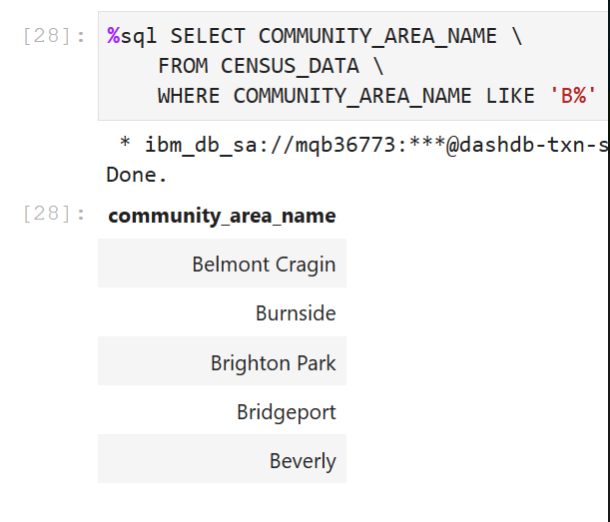 [28]: %sql SELECT COMMUNITY_AREA_NAME \
FROM CENSUS_DATA \
WHERE COMMUNITY_AREA_NAME LIKE 'B%'
* ibm_db_sa://mqb36773:***@dashdb-txn-s
Done.
[28]: community_area_name
Belmont Cragin
Burnside
Brighton Park
Bridgeport
Beverly